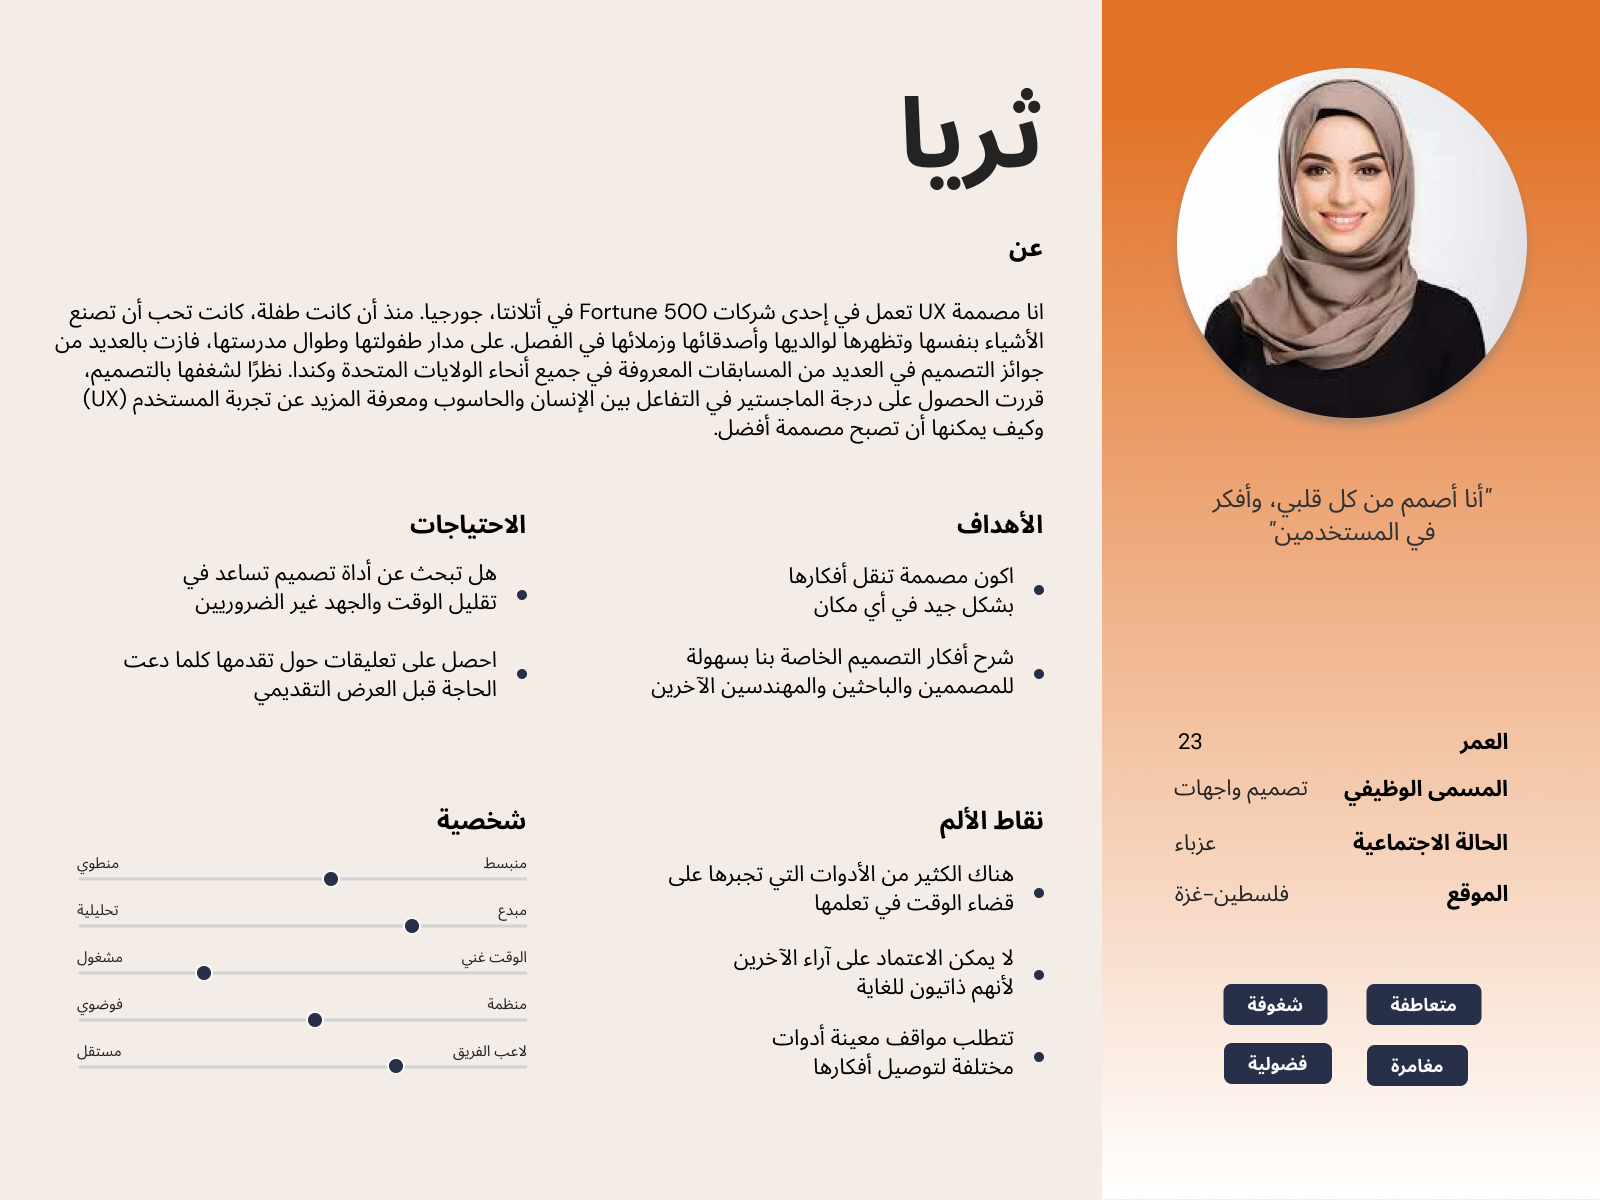 ثريا
عن
انا مصممة UX تعمل في إحدى شركات Fortune 500 في أتلانتا، جورجيا. منذ أن كانت طفلة، كانت تحب أن تصنع
الأشياء بنفسها وتظهرها لوالديها وأصدقائها وزملائها في الفصل. على مدار طفولتها وطوال مدرستها، فازت بالعديد من
جوائز التصميم في العديد من المسابقات المعروفة في جميع أنحاء الولايات المتحدة وكندا. نظرًا لشغفها بالتصميم،
قررت الحصول على درجة الماجستير في التفاعل بين الإنسان والحاسوب ومعرفة المزيد عن تجربة المستخدم (UX)
وكيف يمكنها أن تصبح مصممة أفضل.
الأهداف
اكون مصممة تنقل أفكارها
بشكل جيد في أي مكان
شرح أفكار التصميم الخاصة بنا بسهولة
للمصممين والباحثين والمهندسين الآخرين
الاحتياجات
هل تبحث عن أداة تصميم تساعد في
تقليل الوقت والجهد غير الضروريين
احصل على تعليقات حول تقدمها كلما دعت
الحاجة قبل العرض التقديمي
نقاط الألم
هناك الكثير من الأدوات التي تجبرها على
قضاء الوقت في تعلمها
لا يمكن الاعتماد على آراء الآخرين
لأنهم ذاتيون للغاية
تتطلب مواقف معينة أدوات
مختلفة لتوصيل أفكارها
شخصية
منبسط منطوي
مبدع تحليلية
الوقت غني مشغول
منظمة فوضوي
لاعب الفريق مستقل
"أنا أصمم من كل قلبي، وأفكر
في المستخدمين"
العمر 23
المسمى الوظيفي تصميم واجهات
الحالة الاجتماعية عزباء
الموقع فلسطين-غزة
متعاطفة شغوفة
مغامرة فضولية